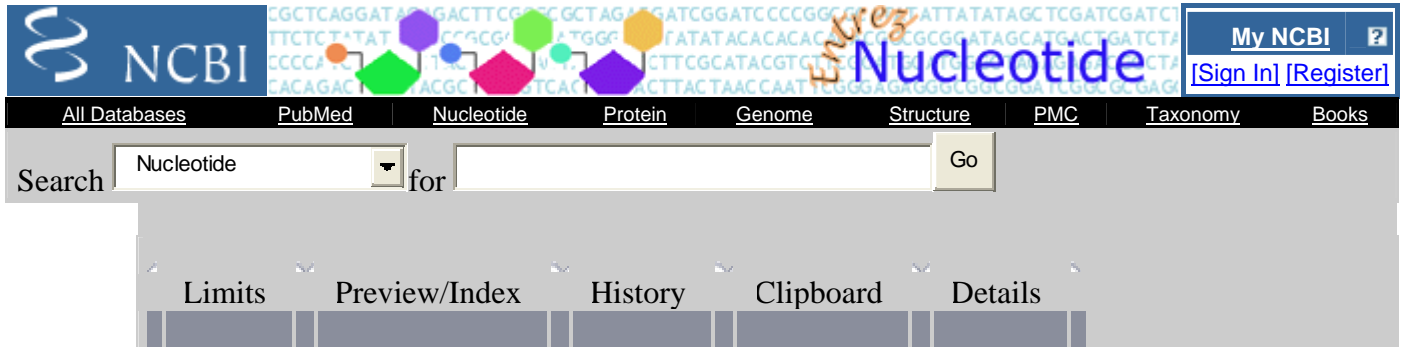 NCBI
Entrez
Nucleotide
My NCBI ?
[Sign In] [Register]
All Databases PubMed Nucleotide Protein Genome Structure PMC Taxonomy Books
Search Nucleotide for Go
Limits Preview/Index History Clipboard Details